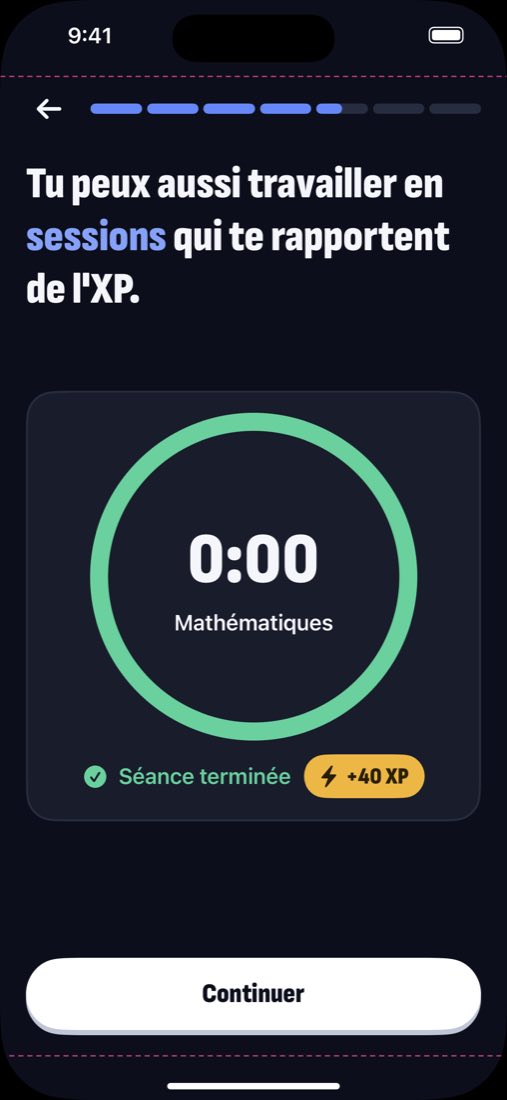 9:41
Tu peux aussi travailler en
sessions qui te rapportent
de l'XP.
0:00
Mathématiques
Séance terminée
+40 XP
Continuer